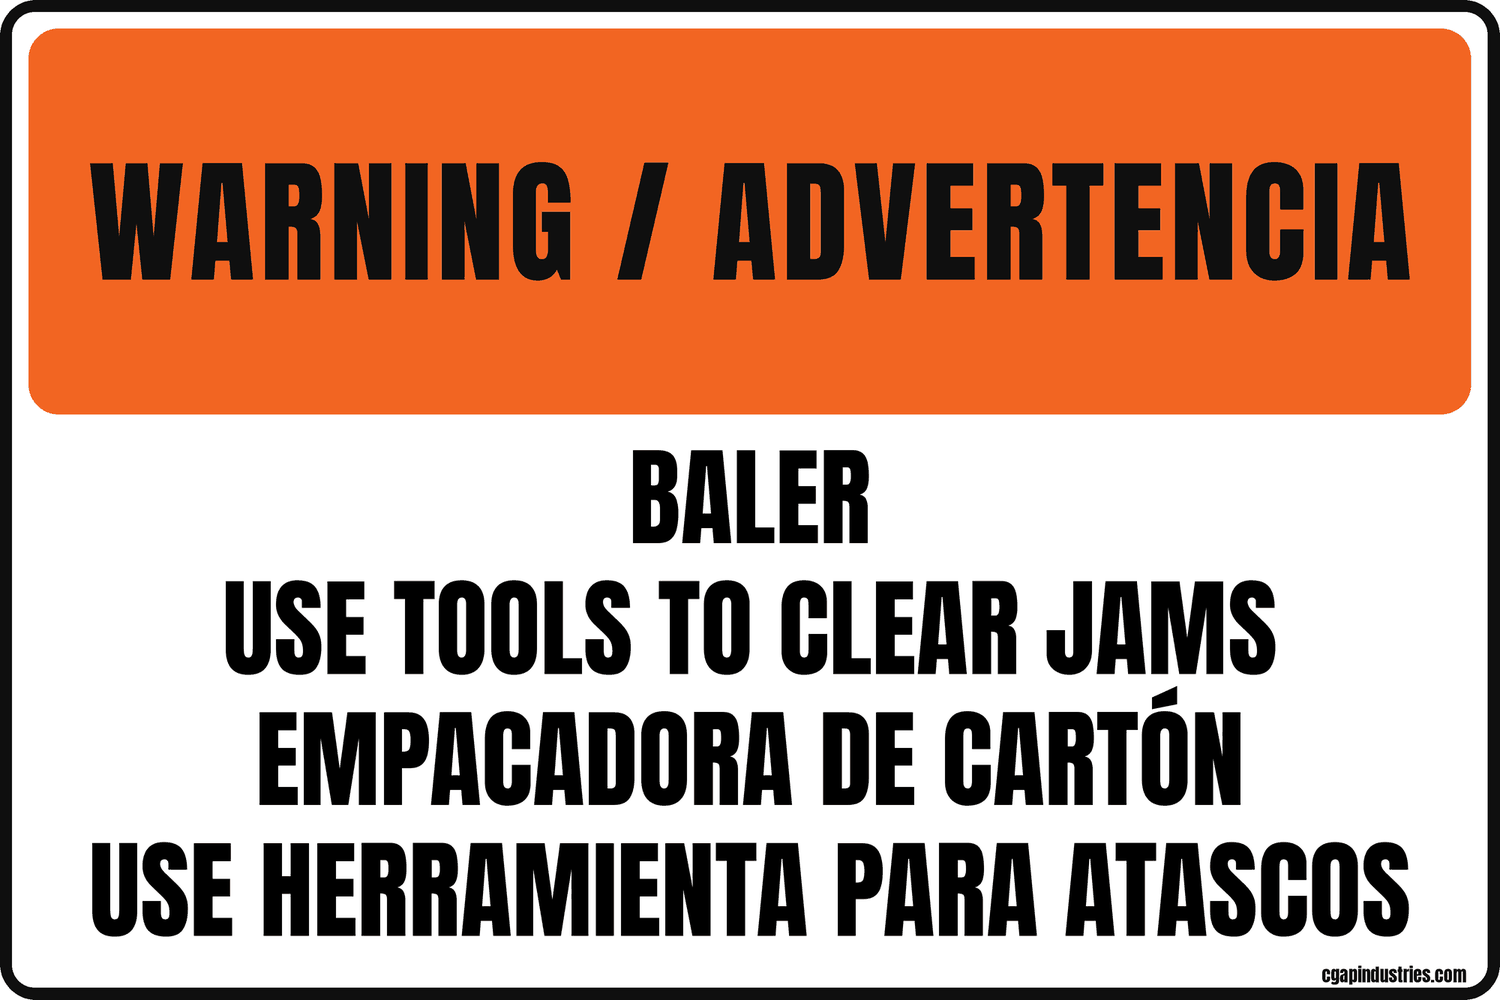 WARNING / ADVERTENCIA
BALER
USE TOOLS TO CLEAR JAMS
EMPACADORA DE CARTÓN
USE HERRAMIENTA PARA ATASCOS
cgapindustries.com